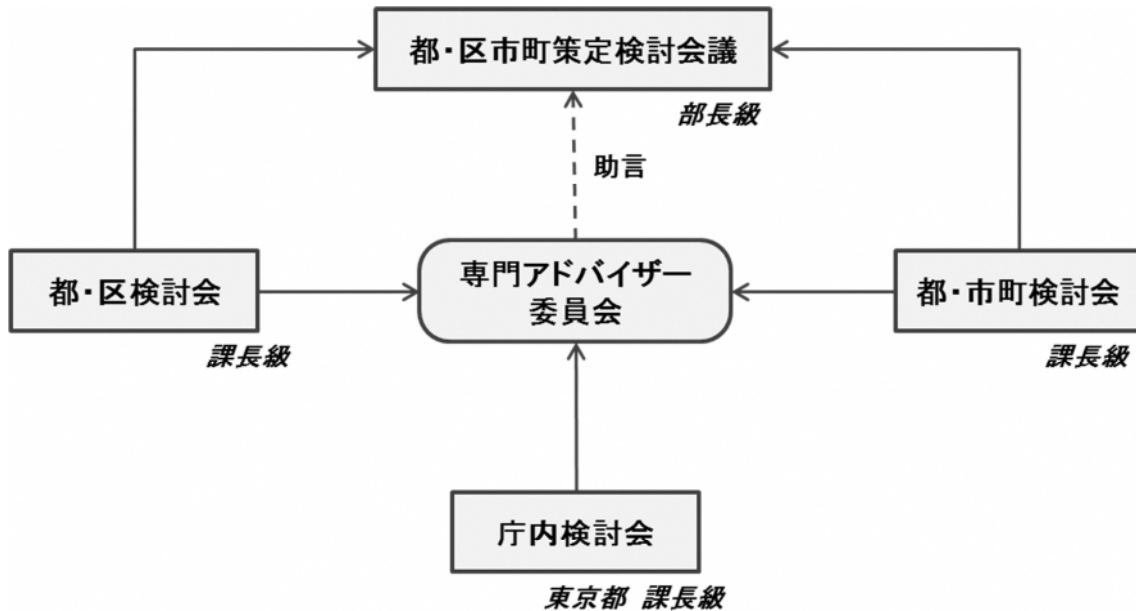 都・区市町策定検討会議
部長級
助言
都・区検討会
課長級
専門アドバイザー
委員会
都・市町検討会
課長級
庁内検討会
東京都 課長級